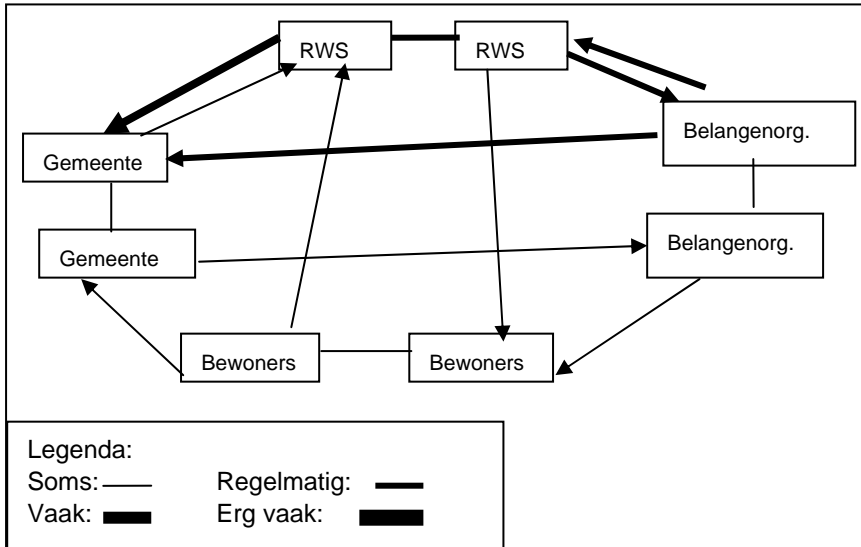 RWS
RWS
Gemeente
Belangenorg.
Gemeente
Belangenorg.
Bewoners
Bewoners
Legenda:
Soms: Regelmatig:
Vaak: Erg vaak: